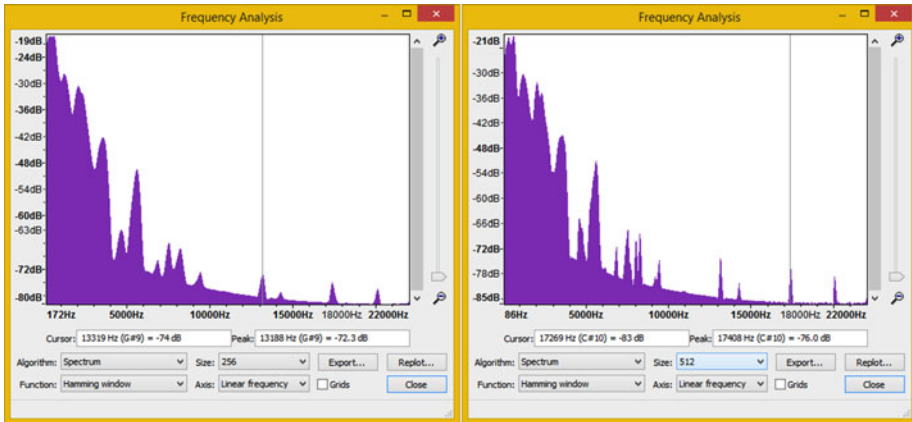 Frequency Analysis
-19dB
-24dB
-30dB
-36dB
-42dB
-48dB
-54dB
-60dB
-63dB
-72dB
-80dB
172Hz 5000Hz 10000Hz 15000Hz 18000Hz 22000Hz
Cursor: 13319 Hz (G#9) = -74 dB Peak: 13188 Hz (G#9) = -72.3 dB
Algorithm: Spectrum Size: 256 Export... Replot...
Function: Hamming window Axis: Linear frequency Grids Close
Frequency Analysis
-21dB
-30dB
-36dB
-42dB
-48dB
-54dB
-60dB
-66dB
-72dB
-78dB
-85dB
86Hz 5000Hz 10000Hz 15000Hz 18000Hz 22000Hz
Cursor: 17269 Hz (C#10) = -83 dB Peak: 17408 Hz (C#10) = -76.0 dB
Algorithm: Spectrum Size: 512 Export... Replot...
Function: Hamming window Axis: Linear frequency Grids Close